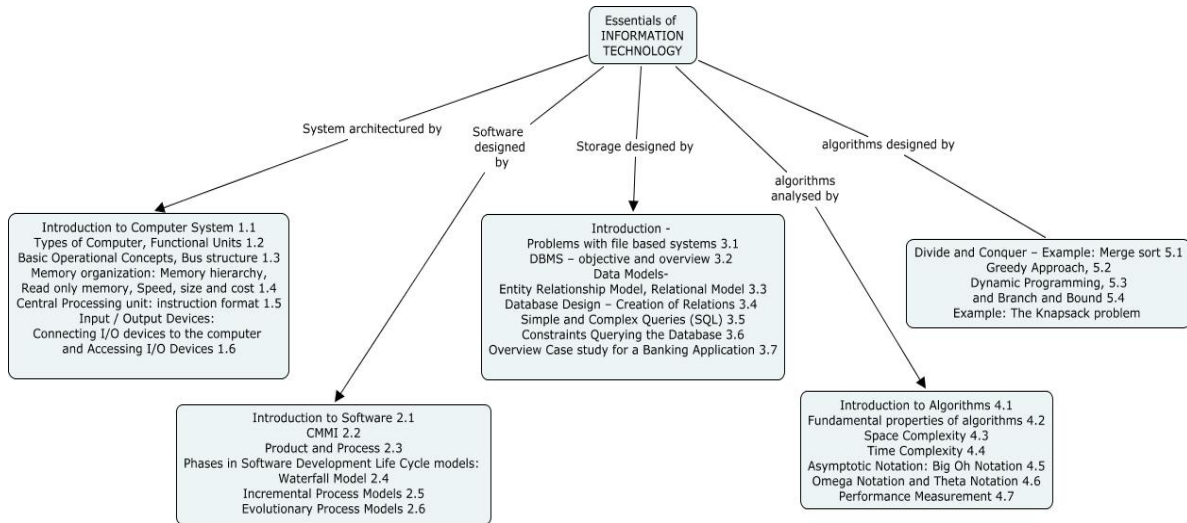 Essentials of
INFORMATION
TECHNOLOGY
System architectured by
Software
designed
by
Storage designed by
algorithms
analysed by
algorithms designed by
Introduction to Computer System 1.1
Types of Computer, Functional Units 1.2
Basic Operational Concepts, Bus structure 1.3
Memory organization: Memory hierarchy,
Read only memory, Speed, size and cost 1.4
Central Processing unit: instruction format 1.5
Input / Output Devices:
Connecting I/O devices to the computer
and Accessing I/O Devices 1.6
Introduction to Software 2.1
CMMI 2.2
Product and Process 2.3
Phases in Software Development Life Cycle models:
Waterfall Model 2.4
Incremental Process Models 2.5
Evolutionary Process Models 2.6
Introduction -
Problems with file based systems 3.1
DBMS – objective and overview 3.2
Data Models-
Entity Relationship Model, Relational Model 3.3
Database Design – Creation of Relations 3.4
Simple and Complex Queries (SQL) 3.5
Constraints Querying the Database 3.6
Overview Case study for a Banking Application 3.7
Introduction to Algorithms 4.1
Fundamental properties of algorithms 4.2
Space Complexity 4.3
Time Complexity 4.4
Asymptotic Notation: Big Oh Notation 4.5
Omega Notation and Theta Notation 4.6
Performance Measurement 4.7
Divide and Conquer – Example: Merge sort 5.1
Greedy Approach, 5.2
Dynamic Programming, 5.3
and Branch and Bound 5.4
Example: The Knapsack problem